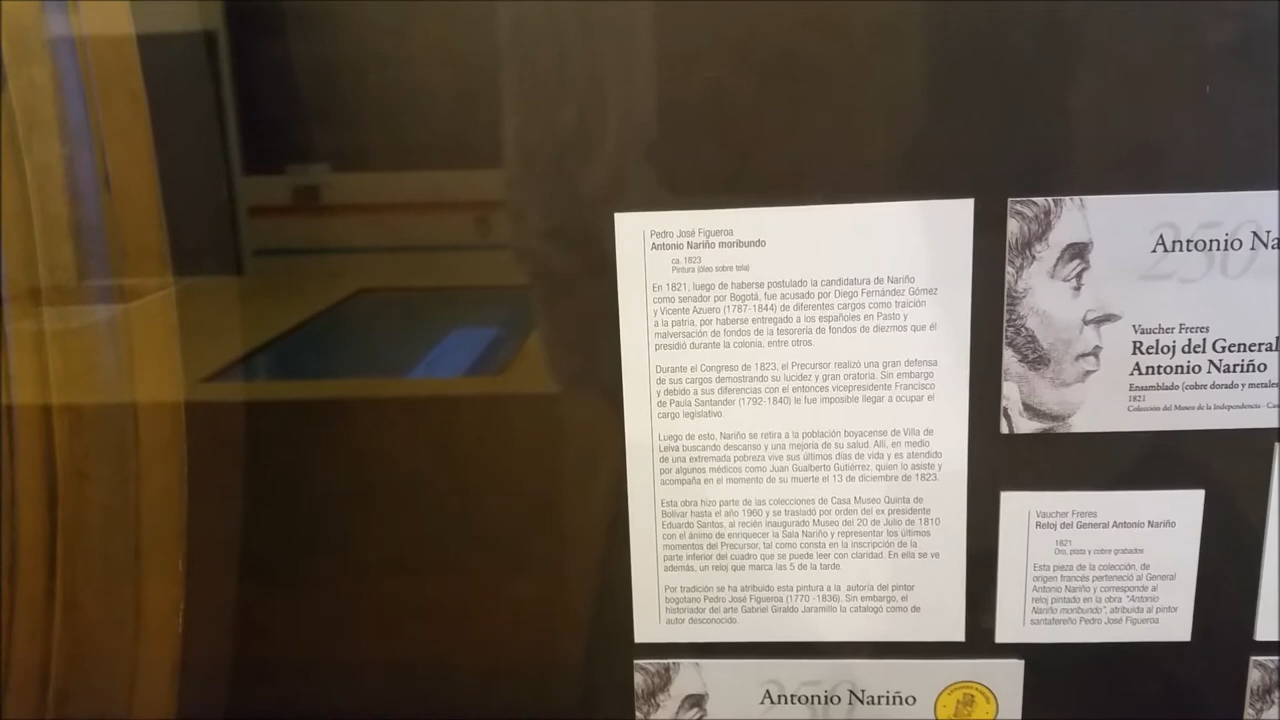 Pedro José Figueroa
Antonio Nariño moribundo
ca. 1823
Pintura (óleo sobre tela)
En 1821, luego de haberse postulado la candidatura de Nariño
como senador por Bogotá, fue acusado por Diego Fernández Gómez
y Vicente Azuero (1787-1844) de diferentes cargos como traición
a la patria, por haberse entregado a los españoles en Pasto y
malversación de fondos de la tesorería de fondos de diezmos que él
presidió durante la colonia, entre otros.
Durante el Congreso de 1823, el Precursor realizó una gran defensa
de sus cargos demostrando su lucidez y gran oratoria. Sin embargo
y debido a sus diferencias con el entonces vicepresidente Francisco
de Paula Santander (1792-1840) le fue imposible llegar a ocupar el
cargo legislativo.
Luego de esto, Nariño se retira a la población boyacense de Villa de
Leiva buscando descanso y una mejoría de su salud. Allí, en medio
de una extremada pobreza vive sus últimos días de vida y es atendido
por algunos médicos como Juan Gualberto Gutiérrez, quien lo asiste y
acompaña en el momento de su muerte el 13 de diciembre de 1823.
Esta obra hizo parte de las colecciones de Casa Museo Quinta de
Bolívar hasta el año 1960 y se trasladó por orden del ex presidente
Eduardo Santos, al recién inaugurado Museo del 20 de Julio de 1810
con el ánimo de enriquecer la Sala Nariño y representar los últimos
momentos del Precursor, tal como consta en la inscripción de la
parte inferior del cuadro que se puede leer con claridad. En ella se ve
además, un reloj que marca las 5 de la tarde.
Por tradición se ha atribuido esta pintura a la autoría del pintor
bogotano Pedro José Figueroa (1770 -1836). Sin embargo, el
historiador del arte Gabriel Giraldo Jaramillo la catalogó como de
autor desconocido.
250
Antonio Na
Vaucher Freres
Reloj del General
Antonio Nariño
Ensamblado (cobre dorado y metales
1821
Colección del Museo de la Independencia - Cas
Vaucher Freres
Reloj del General Antonio Nariño
1821
Oro, plata y cobre grabados
Esta pieza de la colección, de
origen francés perteneció al General
Antonio Nariño y corresponde al
reloj pintado en la obra "Antonio
Nariño moribundo", atribuida al pintor
santafereño Pedro José Figueroa
Antonio Nariño